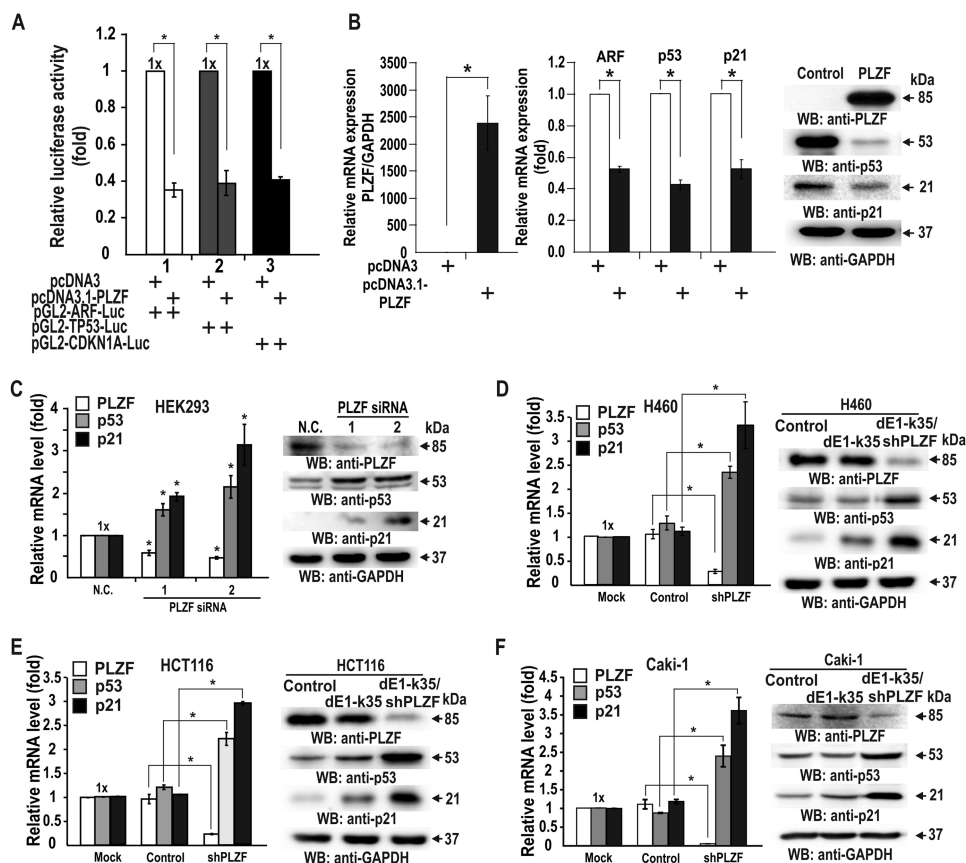 A
Relative luciferase activity
(fold)
1.2
1
0.8
0.6
0.4
0.2
0
1x
*
1x
*
1x
*
1
2
3
pcDNA3
+
+
+
pcDNA3.1-PLZF
+
+
+
pGL2-ARF-Luc
+ +
pGL2-TP53-Luc
+ +
pGL2-CDKN1A-Luc
+ +
B
Relative mRNA expression
PLZF/GAPDH
3500
3000
2500
2000
1500
1000
500
0
*
Relative mRNA expression
(fold)
1.2
1.0
0.8
0.6
0.4
0.2
0.0
ARF
p53
p21
*
*
*
pcDNA3
+
+
+
+
pcDNA3.1-
PLZF
+
+
+
+
Control PLZF kDa
85
WB: anti-PLZF
53
WB: anti-p53
21
WB: anti-p21
37
WB: anti-GAPDH
C
Relative mRNA level (fold)
4
3.5
3
2.5
2
1.5
1
0.5
0
PLZF
p53
p21
HEK293
1x
*
*
*
*
*
*
N.C.
1
2
PLZF siRNA
PLZF siRNA
N.C. 1 2 kDa
85
WB: anti-PLZF
53
WB: anti-p53
21
WB: anti-p21
37
WB: anti-GAPDH
D
Relative mRNA level (fold)
4
3.5
3
2.5
2
1.5
1
0.5
0
PLZF
p53
p21
H460
1x
*
*
*
Mock
Control
shPLZF
H460
Control
dE1-k35
dE1-k35/
shPLZF
kDa
85
WB: anti-PLZF
53
WB: anti-p53
21
WB: anti-p21
37
WB: anti-GAPDH
E
Relative mRNA level (fold)
3.5
3
2.5
2
1.5
1
0.5
0
PLZF
p53
p21
HCT116
1x
*
*
*
Mock
Control
shPLZF
HCT116
Control
dE1-k35
dE1-k35/
shPLZF
kDa
85
WB: anti-PLZF
53
WB: anti-p53
21
WB: anti-p21
37
WB: anti-GAPDH
F
Relative mRNA level (fold)
4.5
4
3.5
3
2.5
2
1.5
1
0.5
0
PLZF
p53
p21
Caki-1
1x
*
*
*
Mock
Control
shPLZF
Caki-1
Control
dE1-k35
dE1-k35/
shPLZF
kDa
85
WB: anti-PLZF
53
WB: anti-p53
21
WB: anti-p21
37
WB: anti-GAPDH